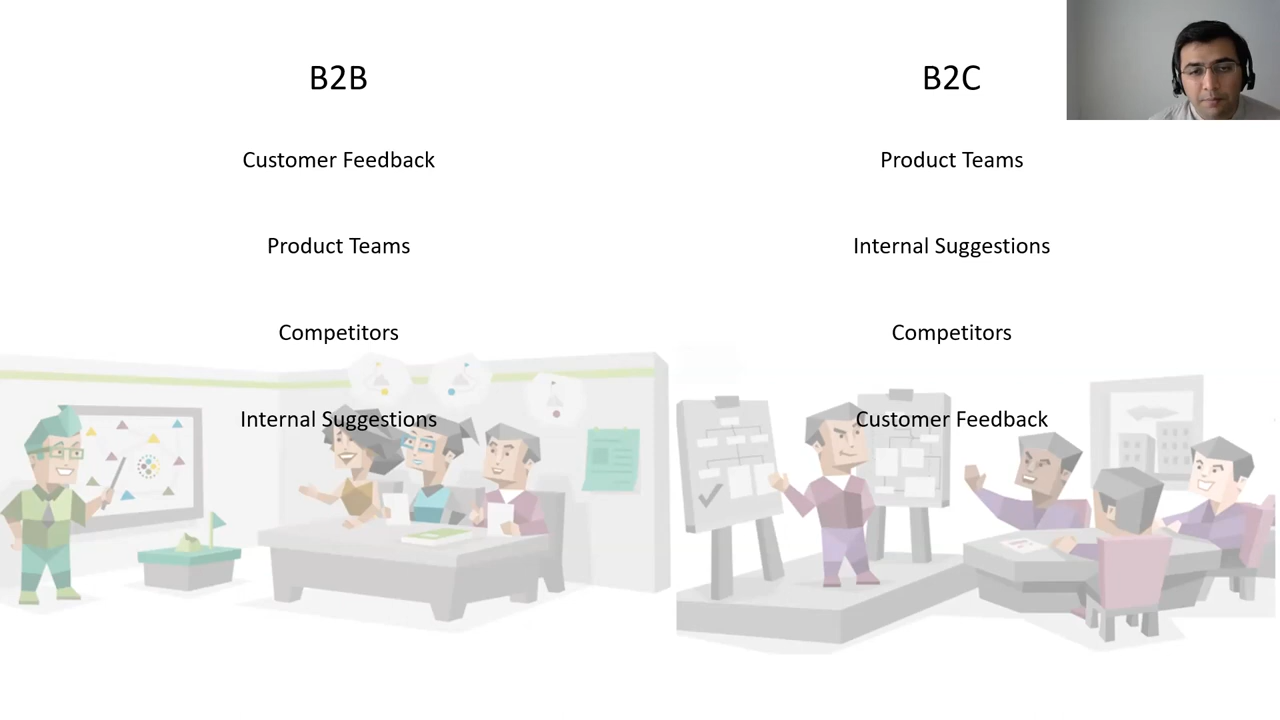 B2B
Customer Feedback
Product Teams
Competitors
Internal Suggestions
B2C
Product Teams
Internal Suggestions
Competitors
Customer Feedback